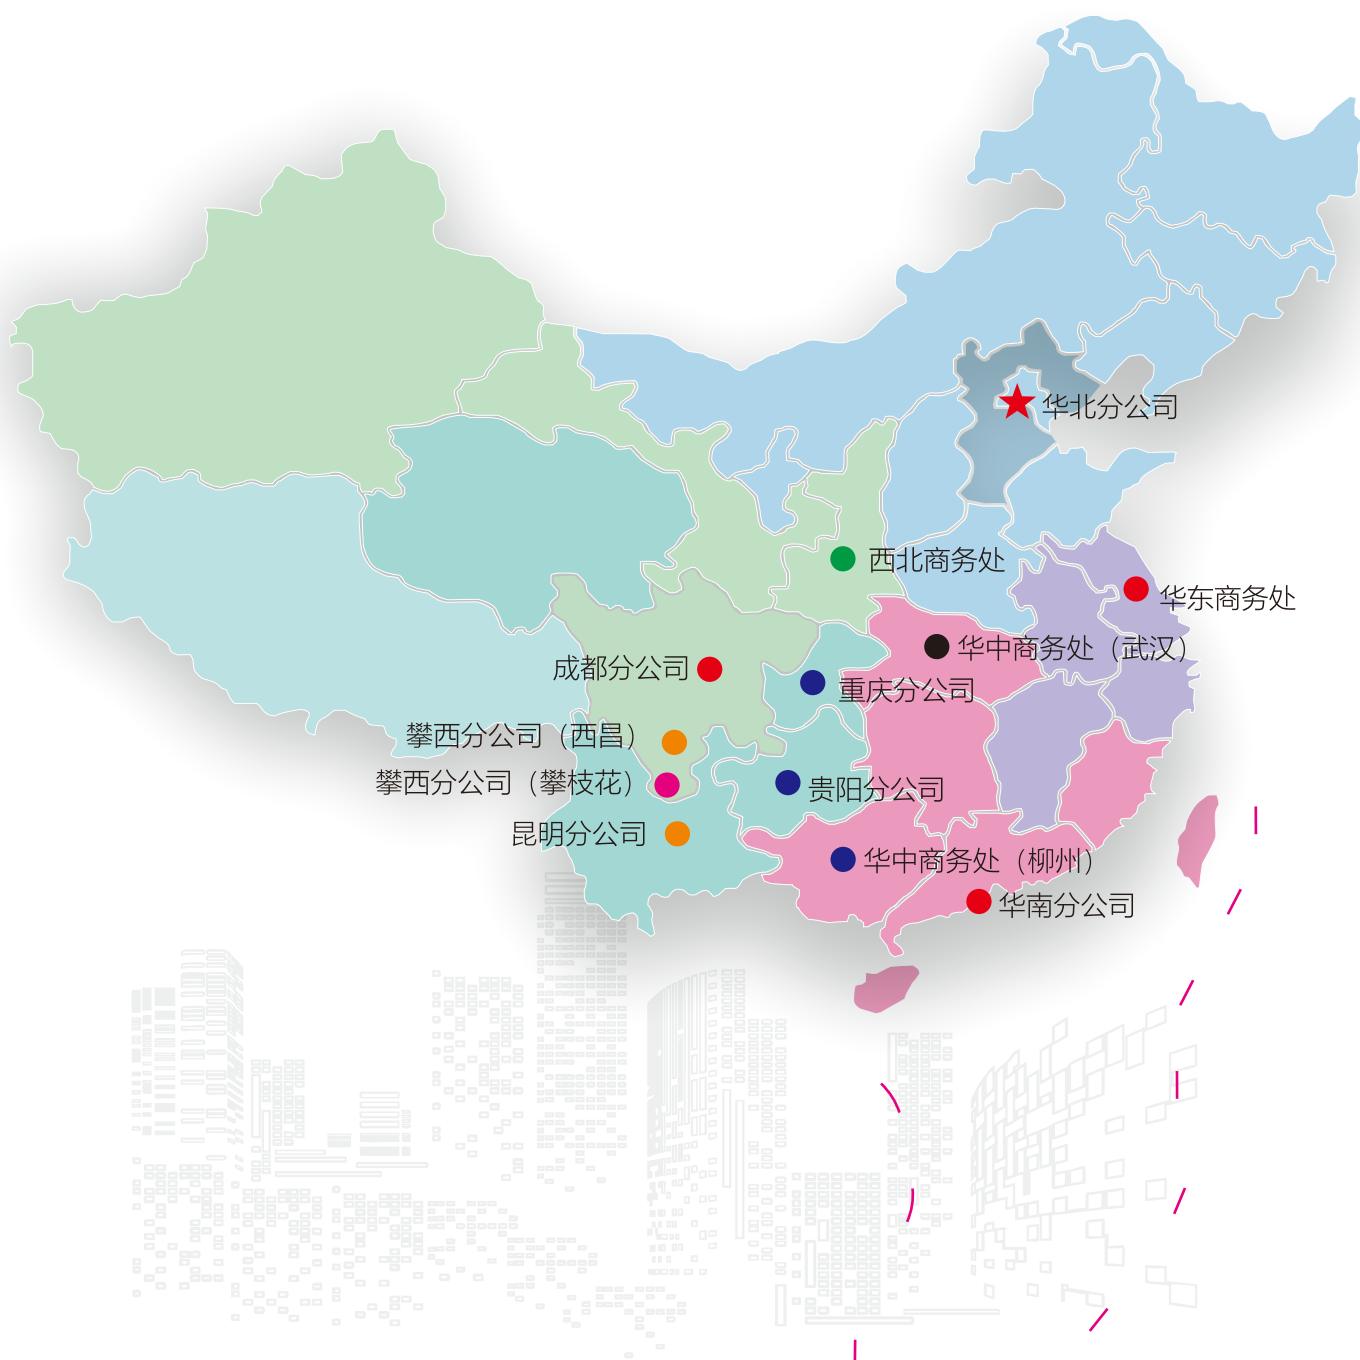 华北分公司
西北商务处
华东商务处
华中商务处（武汉）
成都分公司
重庆分公司
攀西分公司（西昌）
攀西分公司（攀枝花）
贵阳分公司
昆明分公司
华中商务处（柳州）
华南分公司